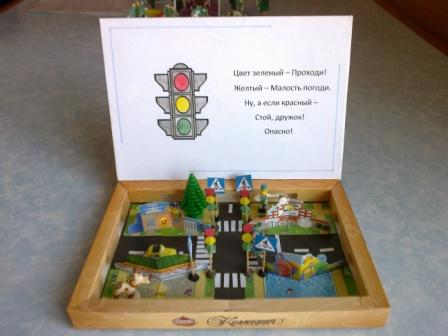 Цвет зеленый – Проходи!
Желтый – Малость погоди.
Ну, а если красный –
Стой, дружок!
Опасно!